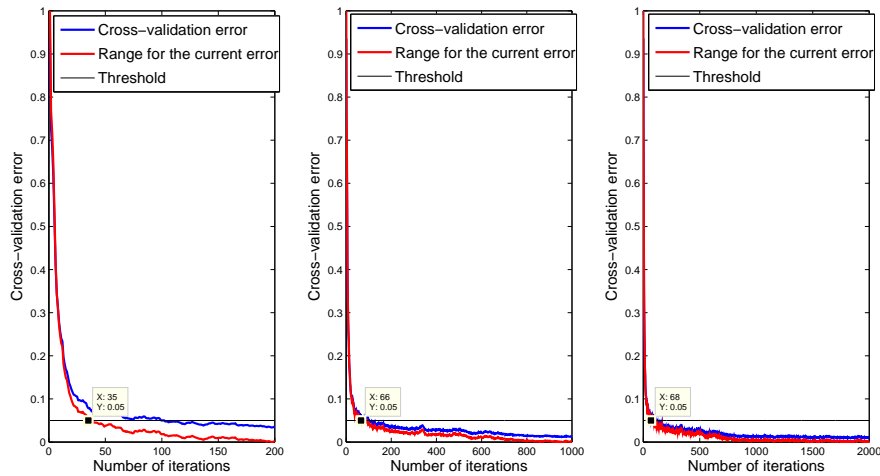 Cross-validation error
Range for the current error
Threshold
1
0.9
0.8
0.7
0.6
0.5
0.4
0.3
0.2
0.1
0
Cross-validation error
X: 35
Y: 0.05
0
50
100
150
200
Number of iterations
Cross-validation error
Range for the current error
Threshold
1
0.9
0.8
0.7
0.6
0.5
0.4
0.3
0.2
0.1
0
Cross-validation error
X: 66
Y: 0.05
0
200
400
600
800
1000
Number of iterations
Cross-validation error
Range for the current error
Threshold
1
0.9
0.8
0.7
0.6
0.5
0.4
0.3
0.2
0.1
0
Cross-validation error
X: 68
Y: 0.05
0
500
1000
1500
2000
Number of iterations